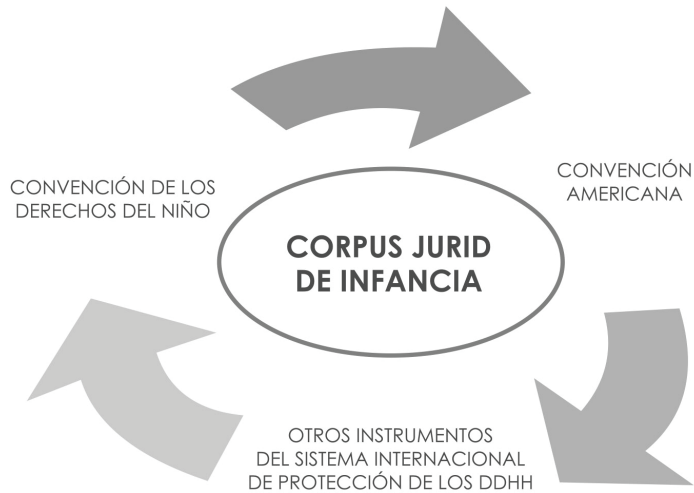 CONVENCIÓN DE LOS
DERECHOS DEL NIÑO
CONVENCIÓN
AMERICANA
CORPUS JURID
DE INFANCIA
OTROS INSTRUMENTOS
DEL SISTEMA INTERNACIONAL
DE PROTECCIÓN DE LOS DDHH